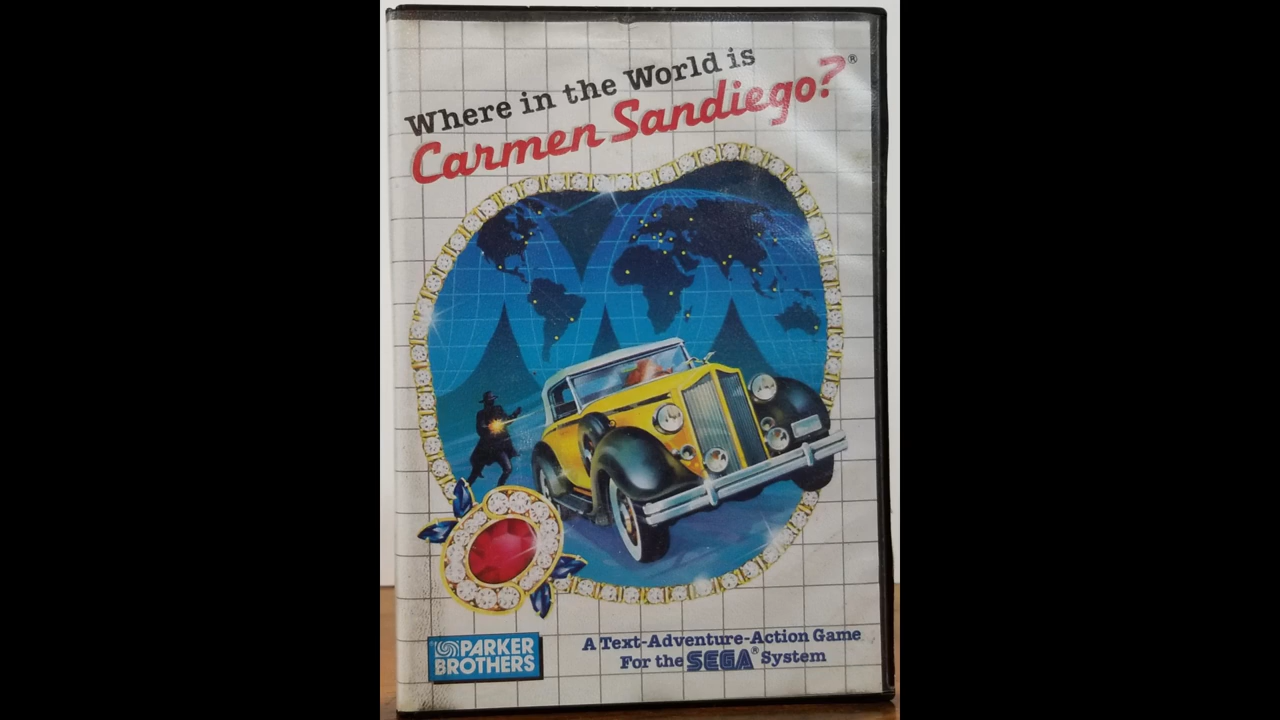 Where in the World is
Carmen Sandiego?®
PARKER
BROTHERS
A Text-Adventure-Action Game
For the SEGA® System